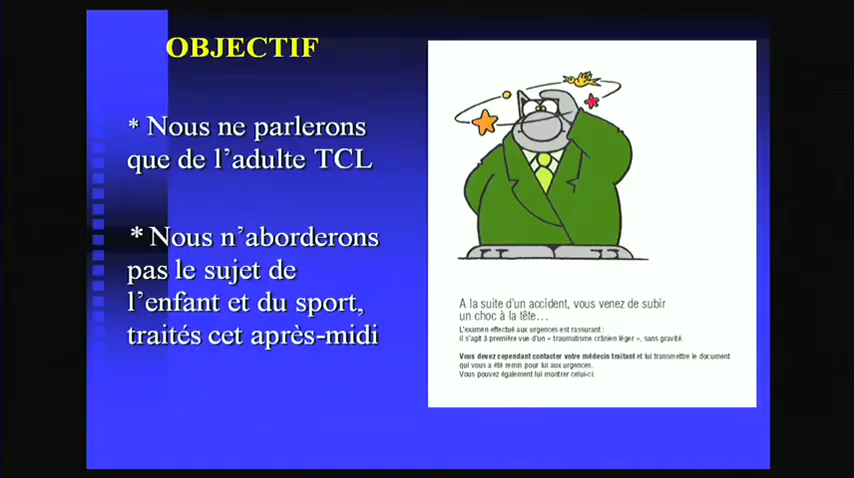 OBJECTIF
* Nous ne parlerons
que de l'adulte TCL
* Nous n'aborderons
pas le sujet de
l'enfant et du sport,
traités cet après-midi
A la suite d'un accident, vous venez de subir
un choc à la tête…
L'examen effectué aux urgences est rassurant :
il s'agit à première vue d'un « traumatisme crânien léger », sans gravité.
Vous devez cependant contacter votre médecin traitant et lui transmettre le document
qui vous a été remis pour lui aux urgences.
Vous pouvez également lui montrer celui-ci.